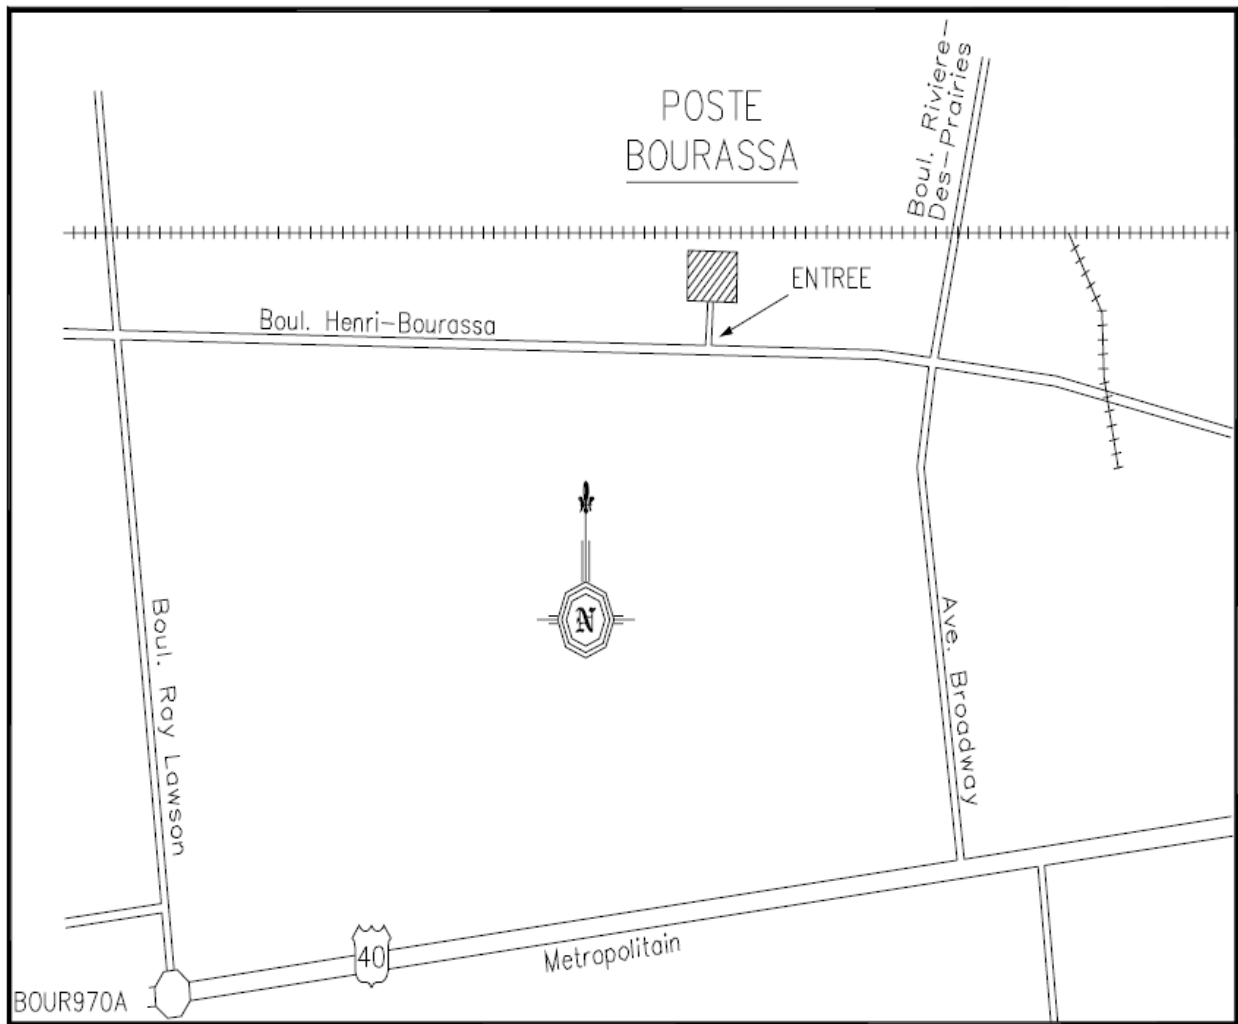 POSTE
BOURASSA
Boul. Riviere-
Des-Prairies
ENTREE
Boul. Henri-Bourassa
N
Boul. Ray Lawson
Ave. Broadway
40
Metropolitain
BOUR970A